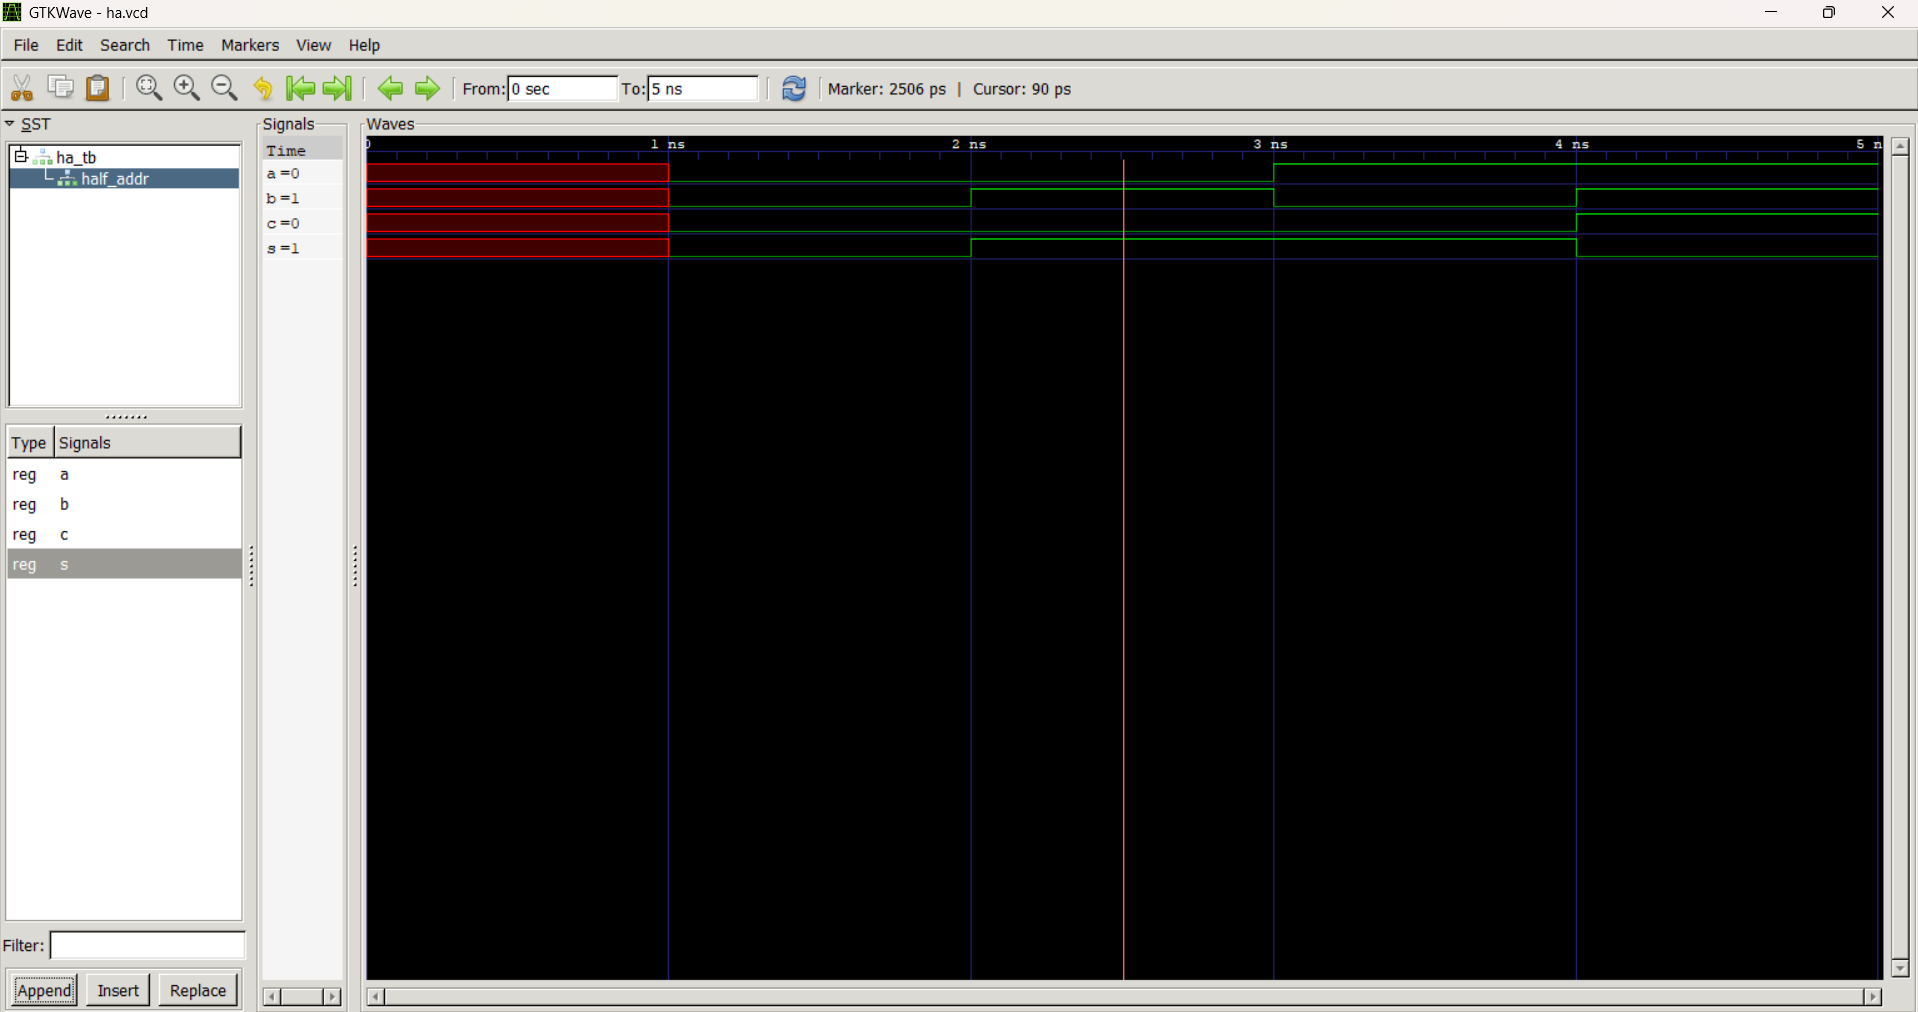 GTKWave - ha.vcd
File Edit Search Time Markers View Help
From: 0 sec To: 5 ns Marker: 2506 ps | Cursor: 90 ps
SST
ha_tb
half_addr
Type Signals
reg a
reg b
reg c
reg s
Filter:
Append Insert Replace
Signals
Time
a=0
b=1
c=0
s=1
Waves
0 1 ns 2 ns 3 ns 4 ns 5 n